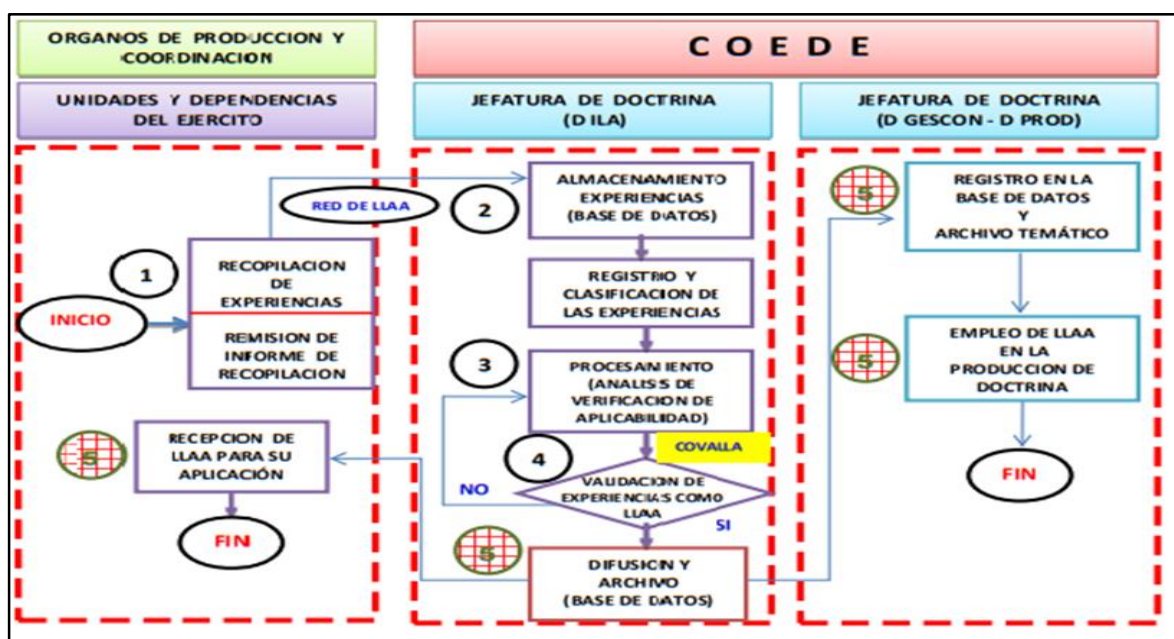 ORGANOS DE PRODUCCION Y
COORDINACION
C O E D E
UNIDADES Y DEPENDENCIAS
DEL EJERCITO
JEFATURA DE DOCTRINA
(D ILA)
JEFATURA DE DOCTRINA
(D GESCON - D PROD)
INICIO
1
RECOPILACION
DE
EXPERIENCIAS
REMISION DE
INFORME DE
RECOPILACION
RED DE LLAA
5
RECEPCION DE
LLAA PARA SU
APLICACIÓN
FIN
2
ALMACENAMIENTO
EXPERIENCIAS
(BASE DE DATOS)
REGISTRO Y
CLASIFICACION DE
LAS EXPERIENCIAS
3
PROCESAMIENTO
(ANALISIS DE
VERIFICACION DE
APLICABILIDAD)
COVALLA
4
VALIDACION DE
EXPERIENCIAS COMO
LLAA
NO
SI
5
DIFUSION Y
ARCHIVO
(BASE DE DATOS)
5
REGISTRO EN LA
BASE DE DATOS
Y
ARCHIVO TEMÁTICO
5
EMPLEO DE LLAA
EN LA
PRODUCCION DE
DOCTRINA
FIN